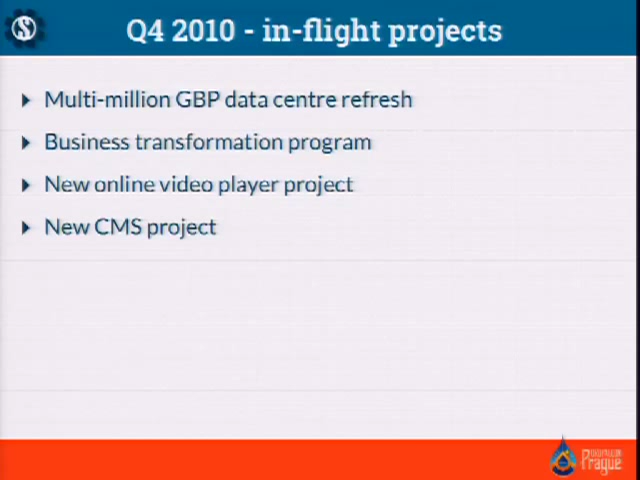 Q4 2010 - in-flight projects
Multi-million GBP data centre refresh
Business transformation program
New online video player project
New CMS project
Prague